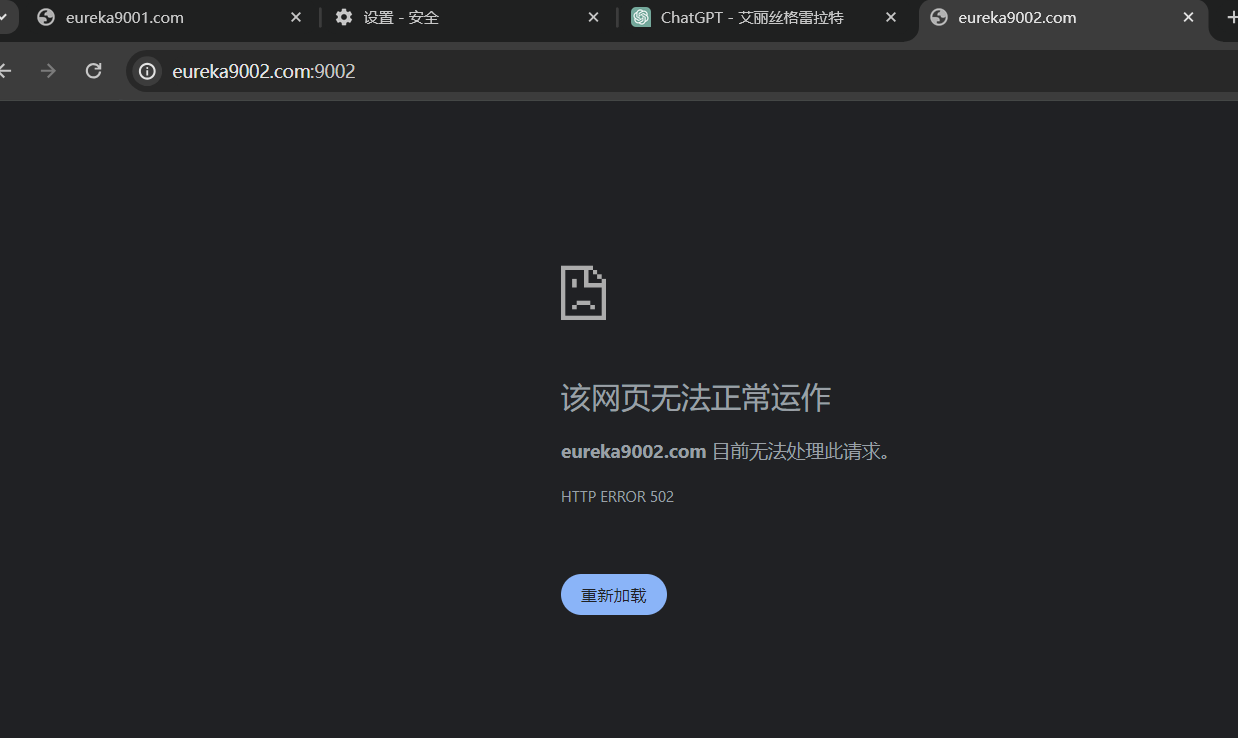 eureka9001.com
设置 - 安全
ChatGPT - 艾丽丝格雷拉特
eureka9002.com
eureka9002.com:9002
该网页无法正常运作
eureka9002.com 目前无法处理此请求。
HTTP ERROR 502
重新加载